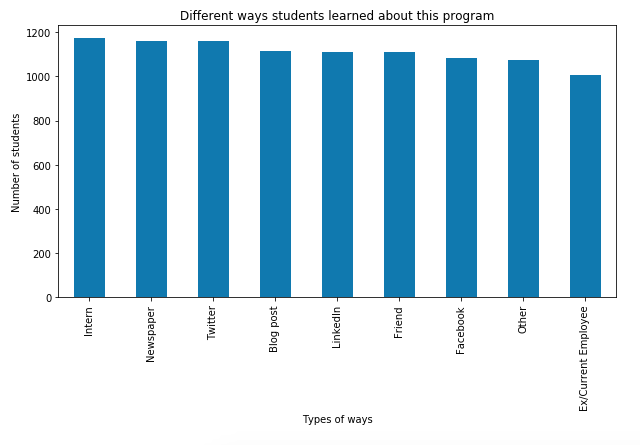 Different ways students learned about this program
Number of students
1200
1000
800
600
400
200
0
Intern
Newspaper
Twitter
Blog post
LinkedIn
Friend
Facebook
Other
Ex/Current Employee
Types of ways